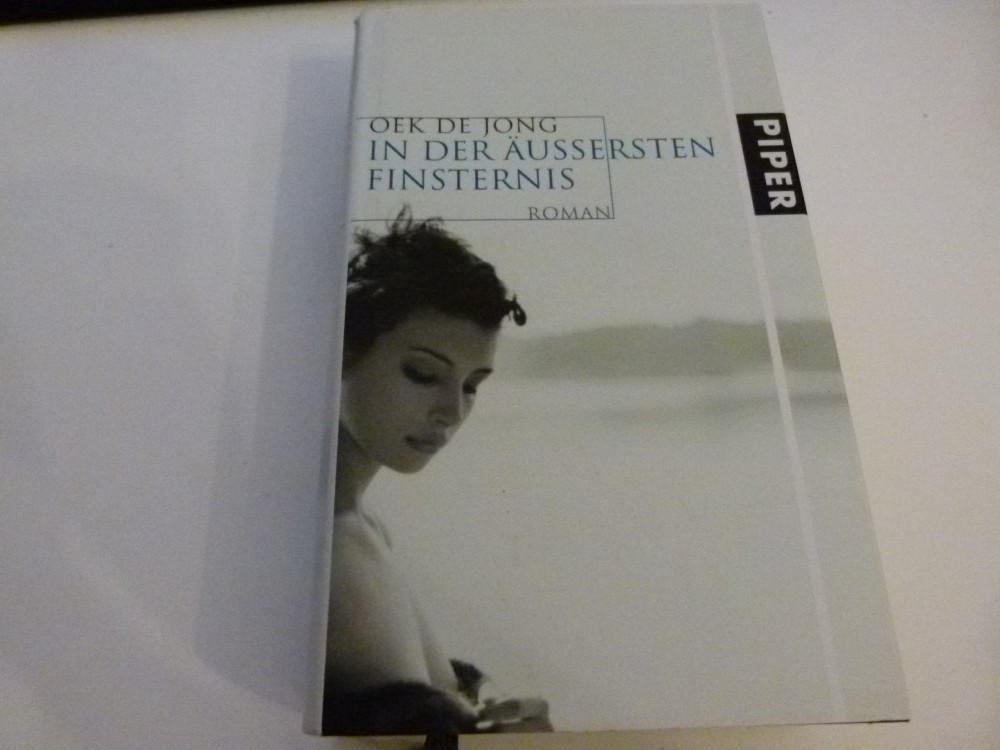 OEK DE JONG
IN DER ÄUSSERSTEN
FINSTERNIS
ROMAN
PIPER